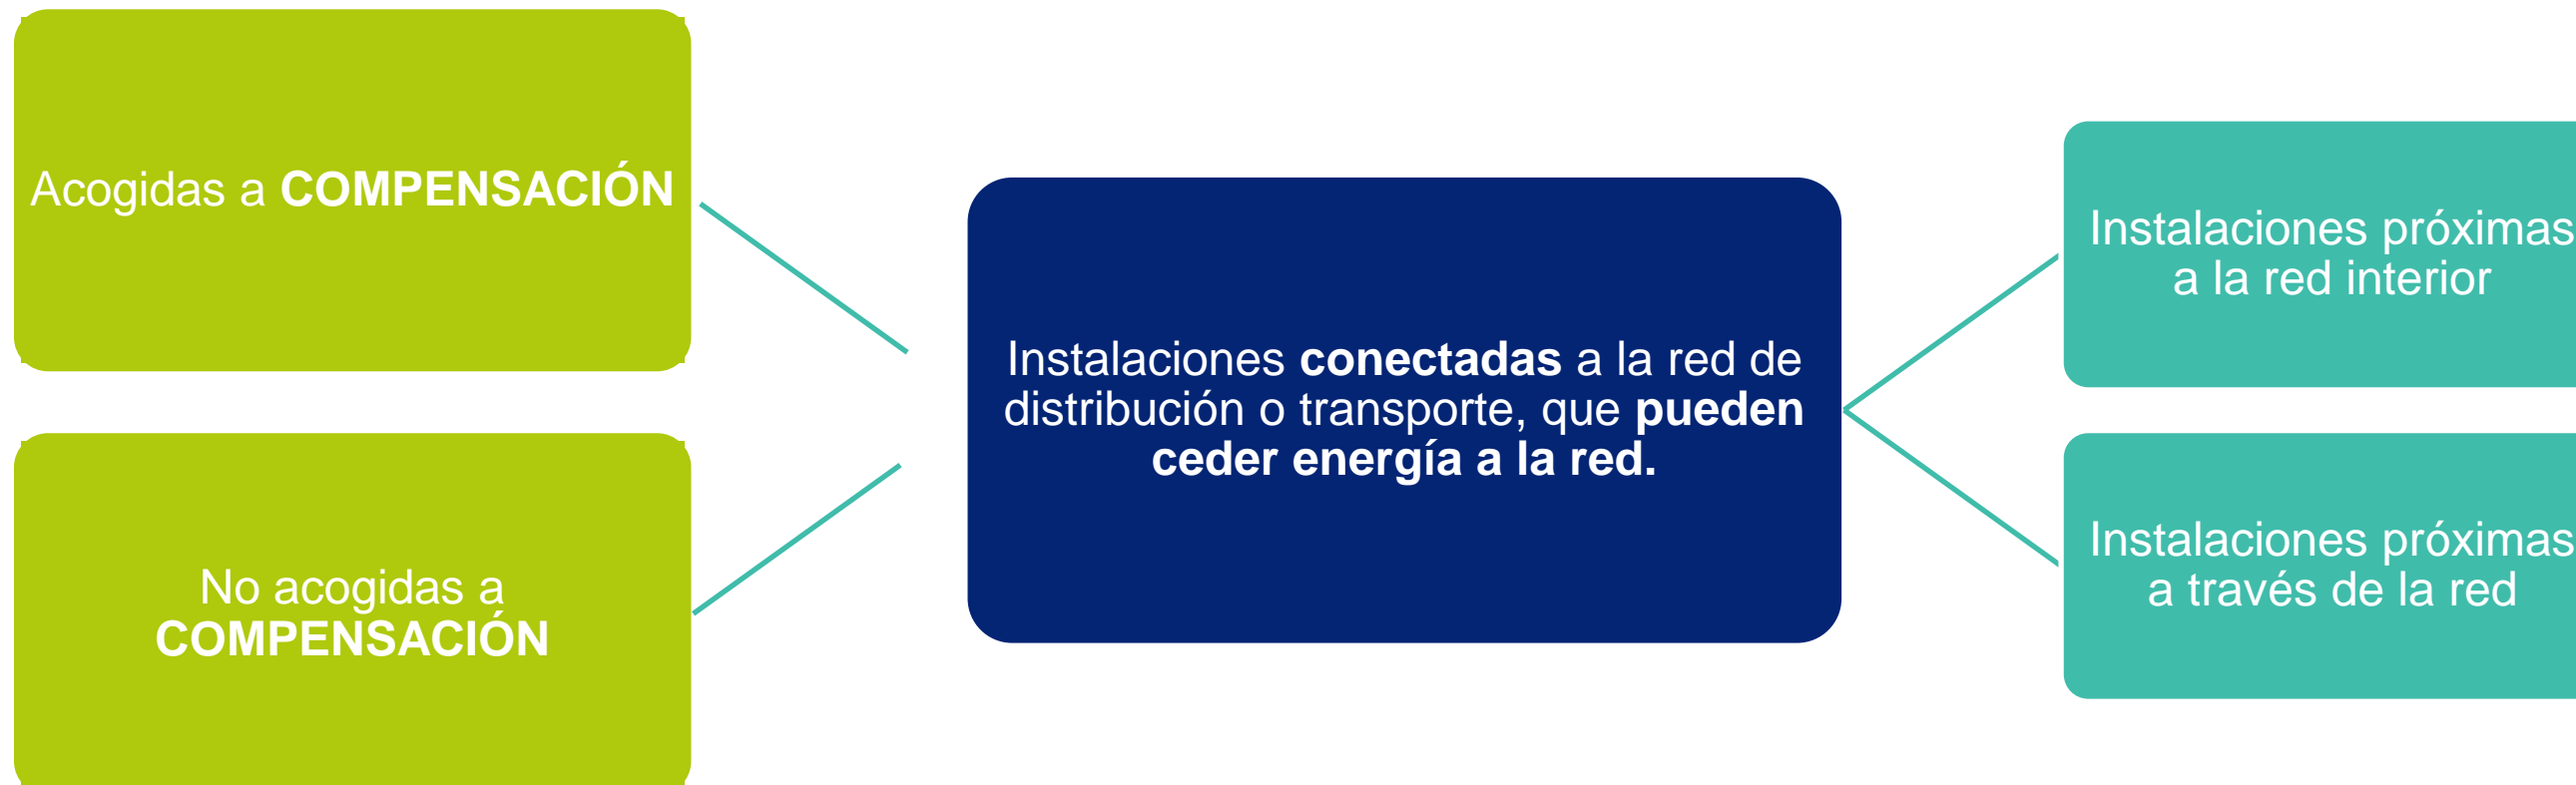 Acogidas a COMPENSACIÓN
No acogidas a
COMPENSACIÓN
Instalaciones conectadas a la red de
distribución o transporte, que pueden
ceder energía a la red.
Instalaciones próximas
a la red interior
Instalaciones próximas
a través de la red